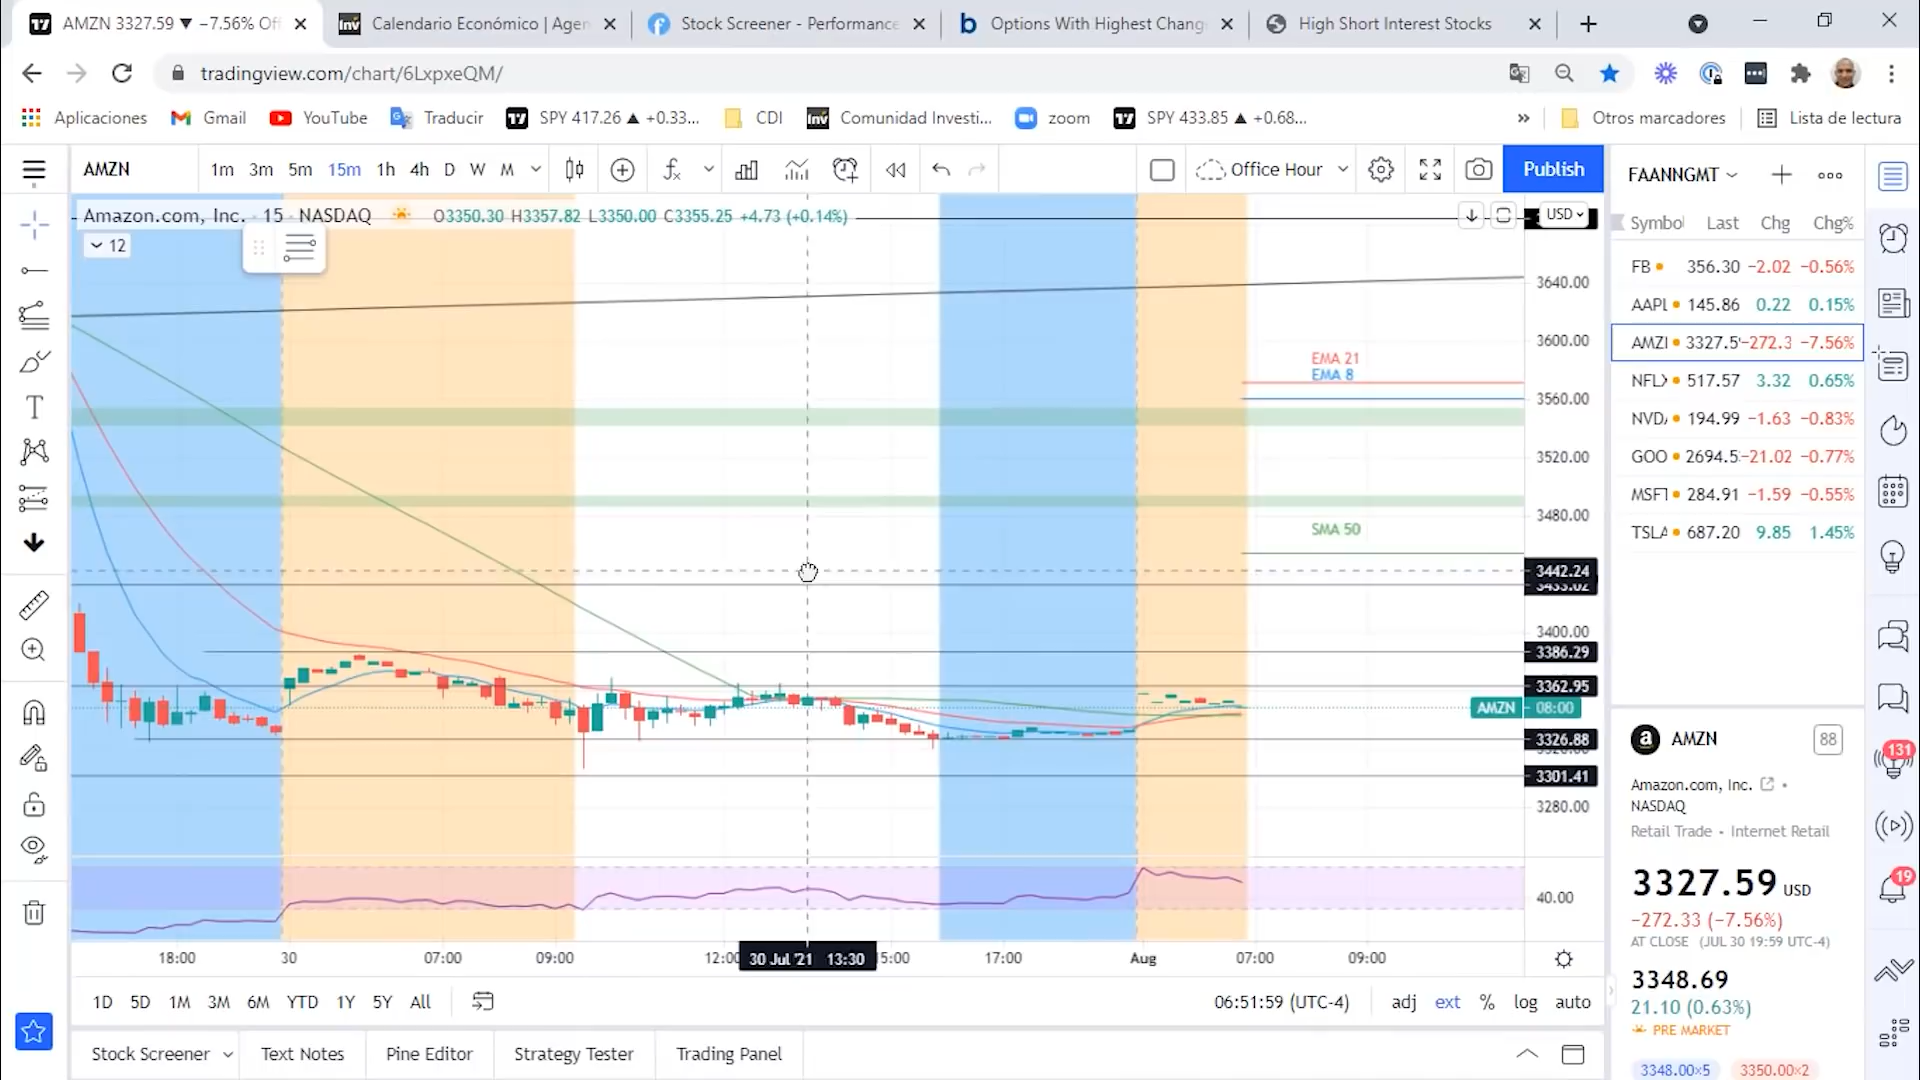 AMZN 3327.59 ▼ −7.56% Off
Calendario Económico | Agen
Stock Screener - Performance
Options With Highest Change
High Short Interest Stocks
tradingview.com/chart/6LxpxeQM/
Aplicaciones
Gmail
YouTube
Traducir
SPY 417.26 ▲ +0.33...
CDI
Comunidad Investi...
zoom
SPY 433.85 ▲ +0.68...
»
Otros marcadores
Lista de lectura
AMZN
1m 3m 5m 15m 1h 4h D W M
Office Hour
Publish
FAANNGMT
Amazon.com, Inc. · 15 · NASDAQ
O3350.30 H3357.82 L3350.00 C3355.25 +4.73 (+0.14%)
12
USD
Symbol Last Chg Chg%
FB 356.30 −2.02 −0.56%
AAPL 145.86 0.22 0.15%
AMZI 3327.5 −272.3 −7.56%
NFLX 517.57 3.32 0.65%
NVD 194.99 −1.63 −0.83%
GOO 2694.5 −21.02 −0.77%
MSFT 284.91 −1.59 −0.55%
TSLA 687.20 9.85 1.45%
3640.00
3600.00
3560.00
3520.00
3480.00
3442.24
3433.02
3400.00
3386.29
3362.95
AMZN 08:00
3326.88
3301.41
3280.00
40.00
EMA 21
EMA 8
SMA 50
18:00 30 07:00 09:00 12:00 30 Jul '21 13:30 15:00 17:00 Aug 07:00 09:00
1D 5D 1M 3M 6M YTD 1Y 5Y All
06:51:59 (UTC-4)
adj ext % log auto
Stock Screener
Text Notes
Pine Editor
Strategy Tester
Trading Panel
AMZN
88
Amazon.com, Inc.
NASDAQ
Retail Trade • Internet Retail
3327.59 USD
−272.33 (−7.56%)
AT CLOSE (JUL 30 19:59 UTC-4)
3348.69
21.10 (0.63%)
PRE MARKET
3348.00×5
3350.00×2
131
19